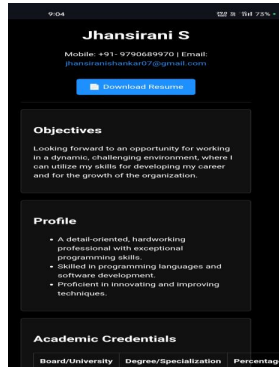 9:04
73%
Jhansirani S
Mobile: +91- 9790689970 | Email:
jhansiranishankar07@gmail.com
Download Resume
Objectives
Looking forward to an opportunity for working
in a dynamic, challenging environment, where I
can utilize my skills for developing my career
and for the growth of the organization.
Profile
• A detail-oriented, hardworking
professional with exceptional
programming skills.
• Skilled in programming languages and
software development.
• Proficient in innovating and improving
techniques.
Academic Credentials
Board/University Degree/Specialization Percentag